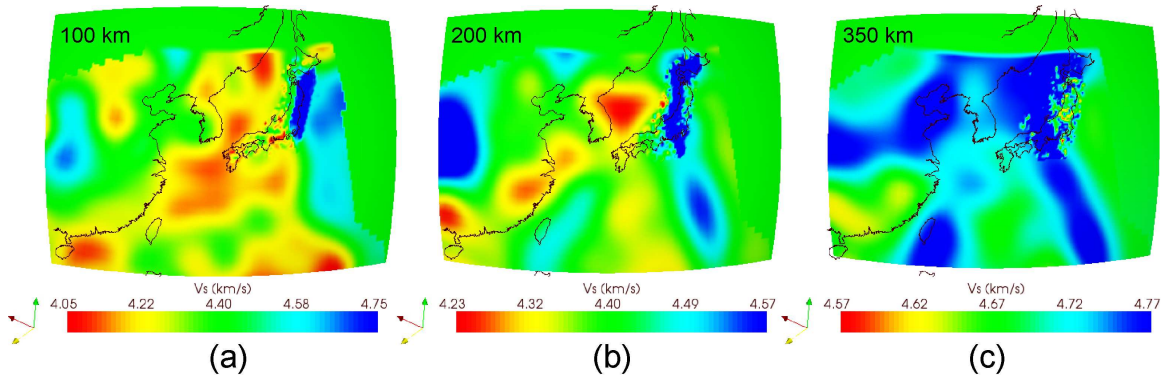 100 km
200 km
350 km
Vs (km/s)
4.05 4.22 4.40 4.58 4.75
Vs (km/s)
4.23 4.32 4.40 4.49 4.57
Vs (km/s)
4.57 4.62 4.67 4.72 4.77
(a)
(b)
(c)